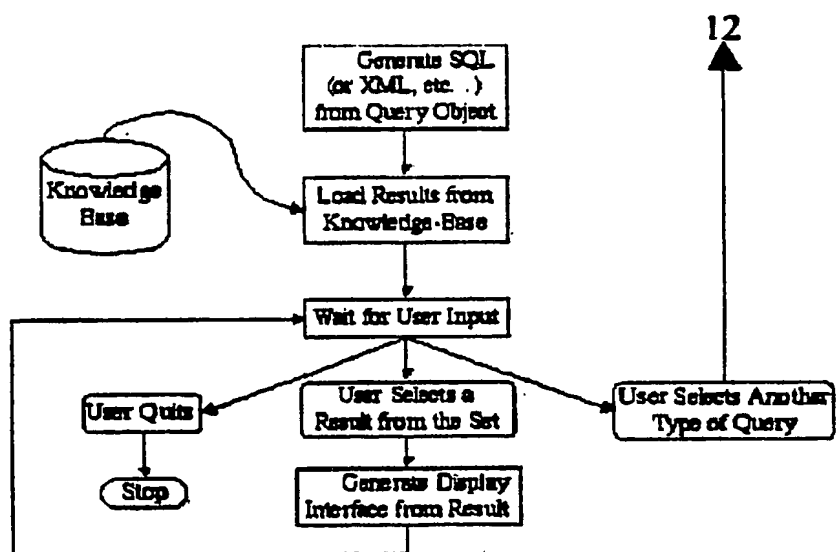 12
Generate SQL
(or XML, etc. . )
from Query Object
Knowledge
Base
Load Results from
Knowledge-Base
Wait for User Input
User Quits
User Selects a
Result from the Set
User Selects Another
Type of Query
Stop
Generate Display
Interface from Result